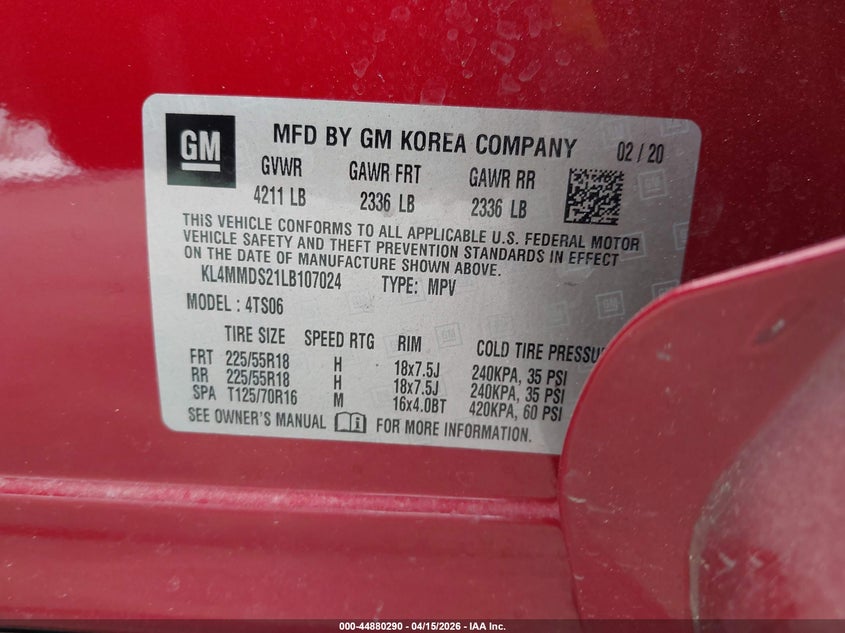 GM
MFD BY GM KOREA COMPANY 02 / 20
GVWR GAWR FRT GAWR RR
4211 LB 2336 LB 2336 LB
THIS VEHICLE CONFORMS TO ALL APPLICABLE U.S. FEDERAL MOTOR
VEHICLE SAFETY AND THEFT PREVENTION STANDARDS IN EFFECT
ON THE DATE OF MANUFACTURE SHOWN ABOVE.
KL4MMDS21LB107024 TYPE: MPV
MODEL : 4TS06
TIRE SIZE SPEED RTG RIM COLD TIRE PRESSU
FRT 225/55R18 H 18x7.5J 240KPA, 35 PSI
RR 225/55R18 H 18x7.5J 240KPA, 35 PSI
SPA T125/70R16 M 16x4.0BT 420KPA, 60 PSI
SEE OWNER'S MANUAL i FOR MORE INFORMATION.
000-44880290 - 04/15/2026 - IAA Inc.